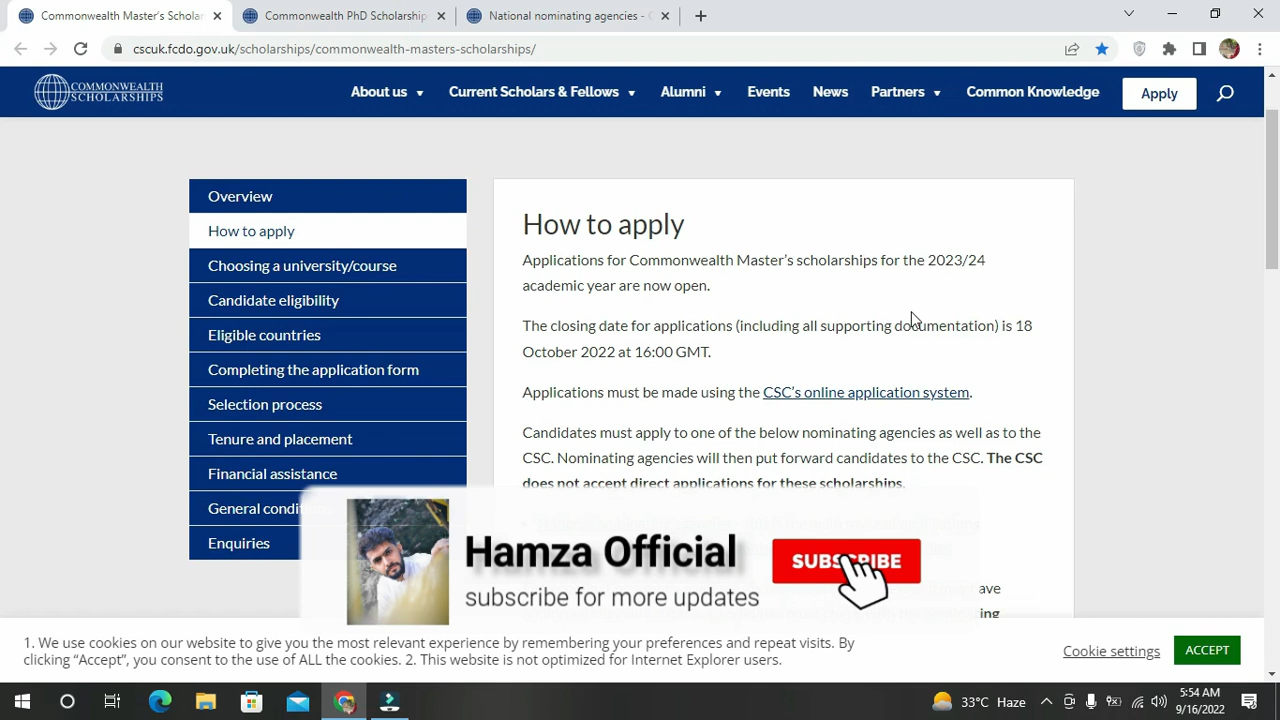 Commonwealth Master's Scholar
Commonwealth PhD Scholarship
National nominating agencies - C
cscuk.fcdo.gov.uk/scholarships/commonwealth-masters-scholarships/
COMMONWEALTH
SCHOLARSHIPS
About us
Current Scholars & Fellows
Alumni
Events
News
Partners
Common Knowledge
Apply
Overview
How to apply
Choosing a university/course
Candidate eligibility
Eligible countries
Completing the application form
Selection process
Tenure and placement
Financial assistance
General condi
Enquiries
How to apply
Applications for Commonwealth Master's scholarships for the 2023/24
academic year are now open.
The closing date for applications (including all supporting documentation) is 18
October 2022 at 16:00 GMT.
Applications must be made using the CSC's online application system.
Candidates must apply to one of the below nominating agencies as well as to the
CSC. Nominating agencies will then put forward candidates to the CSC. The CSC
does not accept direct applications for these scholarships.
Hamza Official
subscribe for more updates
SUBSCRIBE
1. We use cookies on our website to give you the most relevant experience by remembering your preferences and repeat visits. By
clicking “Accept”, you consent to the use of ALL the cookies. 2. This website is not optimized for Internet Explorer users.
Cookie settings
ACCEPT
33°C Haze
5:54 AM
9/16/2022